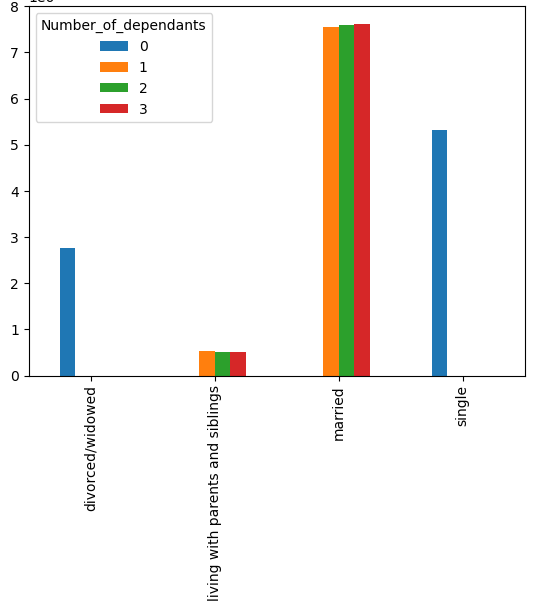 8
7
6
5
4
3
2
1
0
Number_of_dependants
0
1
2
3
divorced/widowed
living with parents and siblings
married
single